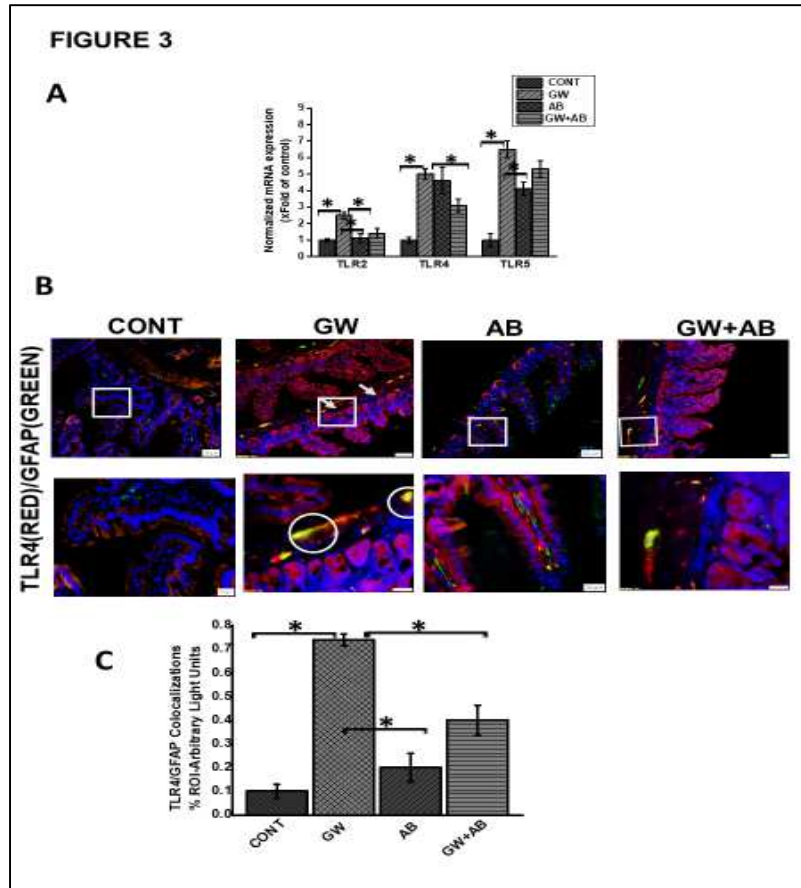 FIGURE 3
A
CONT
GW
AB
GW+AB
Normalized mRNA expression
(xFold of control)
9
8
7
6
5
4
3
2
1
0
* * * * * * * *
TLR2 TLR4 TLR5
B
CONT GW AB GW+AB
TLR4(RED)/GFAP(GREEN)
C
TLR4/GFAP Colocalizations
% ROI-Arbitrary Light Units
0.8
0.7
0.6
0.5
0.4
0.3
0.2
0.1
0.0
* * *
CONT GW AB GW+AB